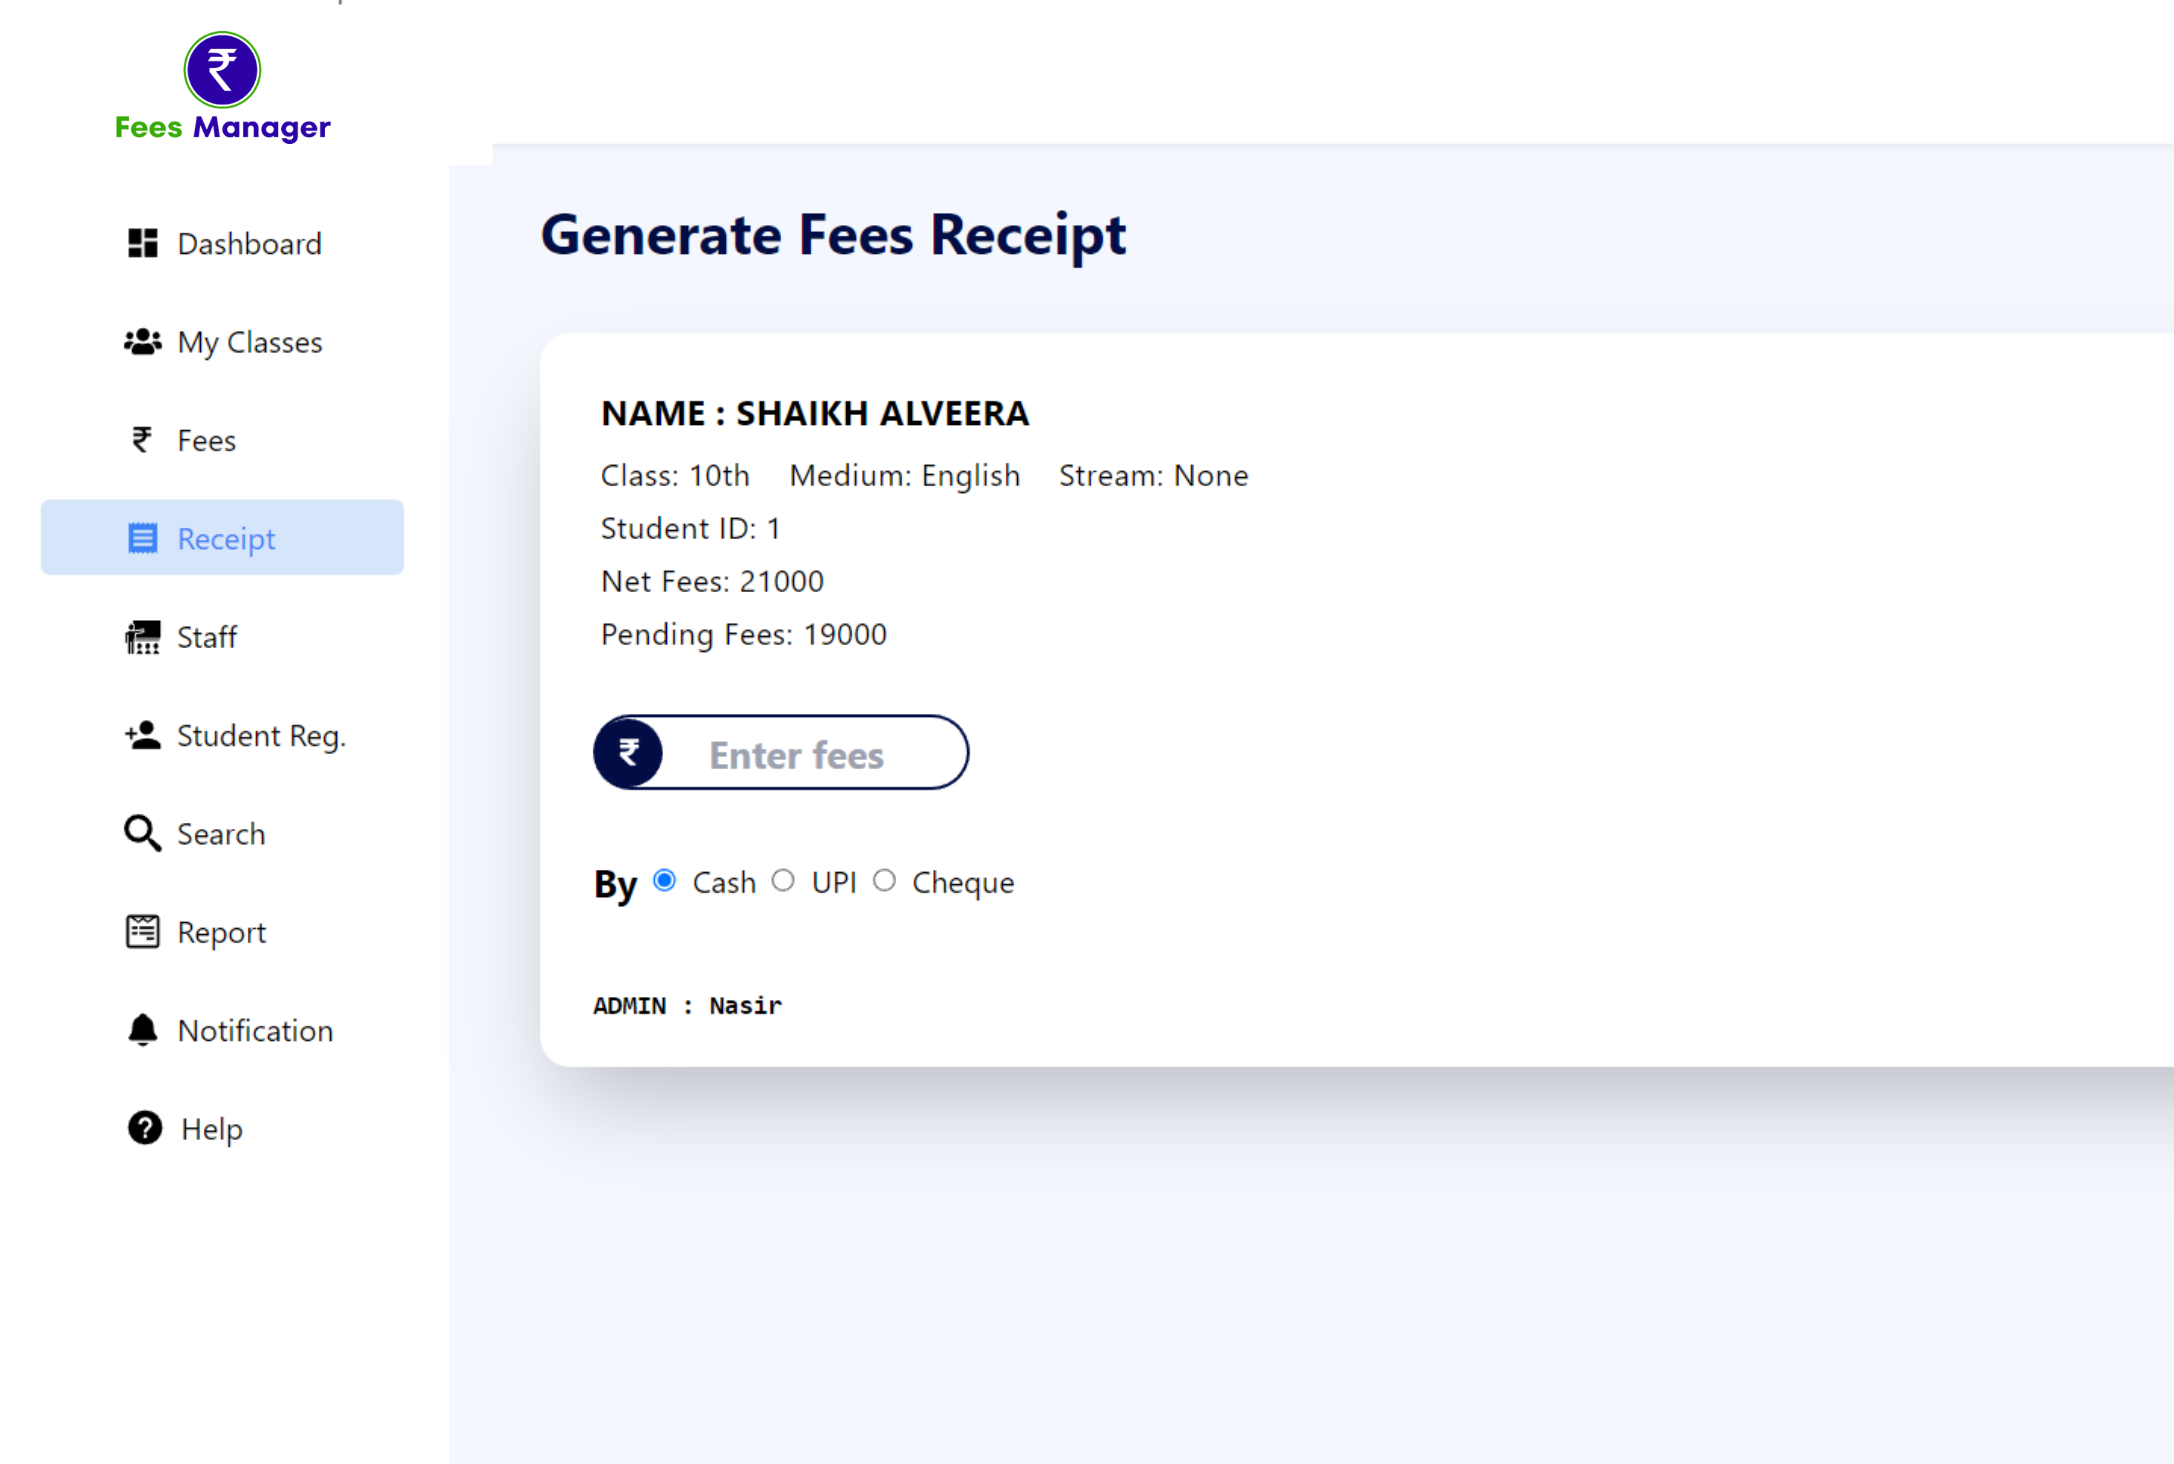 ₹
Fees Manager
Dashboard
My Classes
₹ Fees
Receipt
Staff
Student Reg.
Search
Report
Notification
Help
Generate Fees Receipt
NAME : SHAIKH ALVEERA
Class: 10th Medium: English Stream: None
Student ID: 1
Net Fees: 21000
Pending Fees: 19000
₹ Enter fees
By Cash UPI Cheque
ADMIN : Nasir